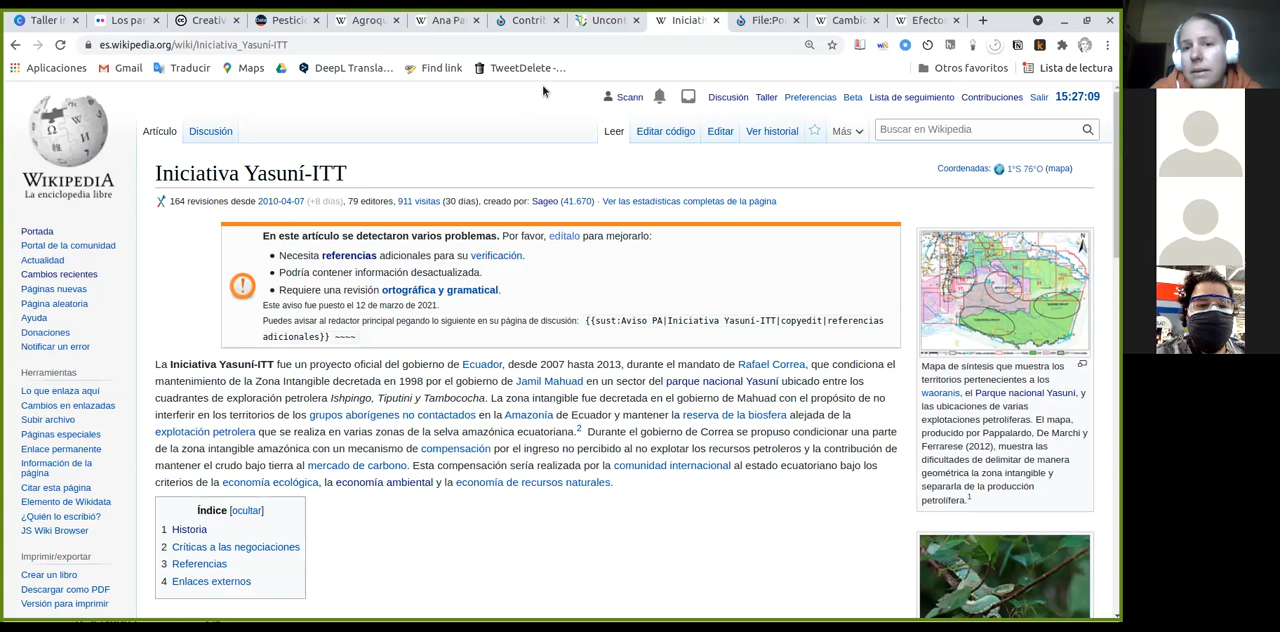 Taller ir
Los par
Creativ
Pesticio
Agroqu
Ana Pa
Contrib
Uncont
Iniciati
File:Po
Cambio
Efectos
es.wikipedia.org/wiki/Iniciativa_Yasuní-ITT
Aplicaciones
Gmail
Traducir
Maps
DeepL Transla...
Find link
TweetDelete -...
Otros favoritos
Lista de lectura
Scann
Discusión
Taller
Preferencias
Beta
Lista de seguimiento
Contribuciones
Salir
15:27:09
Artículo
Discusión
Leer
Editar código
Editar
Ver historial
Más
Buscar en Wikipedia
WIKIPEDIA
La enciclopedia libre
Portada
Portal de la comunidad
Actualidad
Cambios recientes
Páginas nuevas
Página aleatoria
Ayuda
Donaciones
Notificar un error
Herramientas
Lo que enlaza aquí
Cambios en enlazadas
Subir archivo
Páginas especiales
Enlace permanente
Información de la
página
Citar esta página
Elemento de Wikidata
¿Quién lo escribió?
JS Wiki Browser
Imprimir/exportar
Crear un libro
Descargar como PDF
Versión para imprimir
Iniciativa Yasuní-ITT
Coordenadas: 1°S 76°O (mapa)
164 revisiones desde 2010-04-07 (+8 días), 79 editores, 911 visitas (30 días), creado por: Sageo (41.670) · Ver las estadísticas completas de la página
En este artículo se detectaron varios problemas. Por favor, edítalo para mejorarlo:
• Necesita referencias adicionales para su verificación.
• Podría contener información desactualizada.
• Requiere una revisión ortográfica y gramatical.
Este aviso fue puesto el 12 de marzo de 2021.
Puedes avisar al redactor principal pegando lo siguiente en su página de discusión: {{sust:Aviso PA|Iniciativa Yasuní-ITT|copyedit|referencias
adicionales}} ~~~~
La Iniciativa Yasuní-ITT fue un proyecto oficial del gobierno de Ecuador, desde 2007 hasta 2013, durante el mandato de Rafael Correa, que condiciona el
mantenimiento de la Zona Intangible decretada en 1998 por el gobierno de Jamil Mahuad en un sector del parque nacional Yasuní ubicado entre los
cuadrantes de exploración petrolera Ishpingo, Tiputini y Tambococha. La zona intangible fue decretada en el gobierno de Mahuad con el propósito de no
interferir en los territorios de los grupos aborígenes no contactados en la Amazonía de Ecuador y mantener la reserva de la biosfera alejada de la
explotación petrolera que se realiza en varias zonas de la selva amazónica ecuatoriana.2 Durante el gobierno de Correa se propuso condicionar una parte
de la zona intangible amazónica con un mecanismo de compensación por el ingreso no percibido al no explotar los recursos petroleros y la contribución de
mantener el crudo bajo tierra al mercado de carbono. Esta compensación sería realizada por la comunidad internacional al estado ecuatoriano bajo los
criterios de la economía ecológica, la economía ambiental y la economía de recursos naturales.
Índice [ocultar]
1 Historia
2 Críticas a las negociaciones
3 Referencias
4 Enlaces externos
Mapa de síntesis que muestra los
territorios pertenecientes a los
waoranis, el Parque nacional Yasuní, y
las ubicaciones de varias
explotaciones petrolíferas. El mapa,
producido por Pappalardo, De Marchi y
Ferrarese (2012), muestra las
dificultades de delimitar de manera
geométrica la zona intangible y
separarla de la producción
petrolífera.1